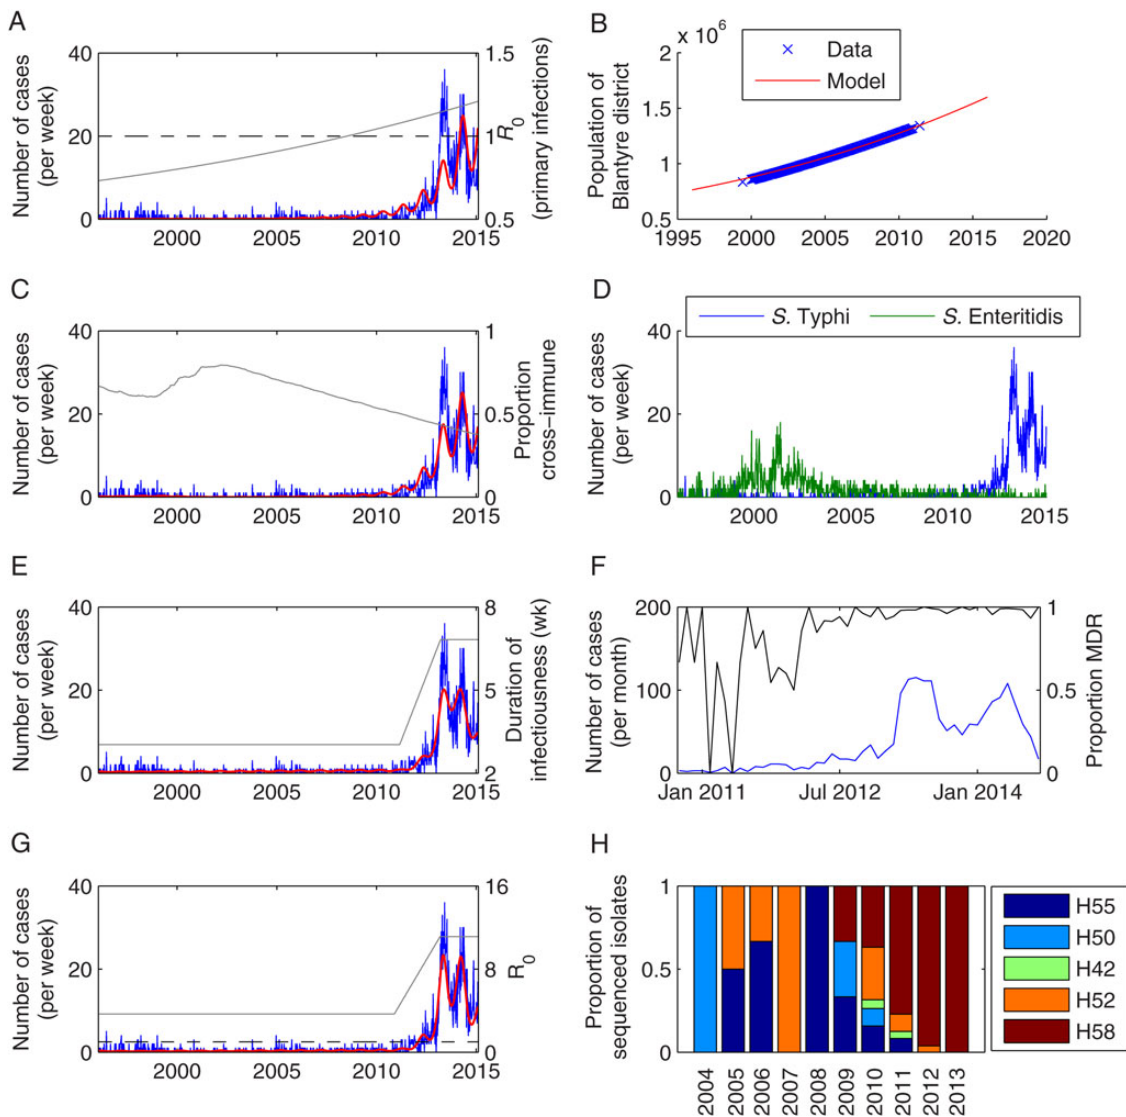 A
Number of cases
(per week)
40
20
0
2000
2005
2010
2015
1.5
1
0.5
R0
(primary infections)
B
x 10^6
Data
Model
Population of
Blantyre district
2
1.5
1
0.5
1995
2000
2005
2010
2015
2020
C
Number of cases
(per week)
40
20
0
2000
2005
2010
2015
1
0.5
0
Proportion
cross-immune
D
S. Typhi
S. Enteritidis
Number of cases
(per week)
40
20
0
2000
2005
2010
2015
E
Number of cases
(per week)
40
20
0
2000
2005
2010
2015
8
5
2
Duration of
infectiousness (wk)
F
Number of cases
(per month)
200
100
0
Jan 2011
Jul 2012
Jan 2014
1
0.5
0
Proportion MDR
G
Number of cases
(per week)
40
20
0
2000
2005
2010
2015
16
12
8
4
0
R0
H
Proportion of
sequenced isolates
1
0.5
0
2004
2005
2006
2007
2008
2009
2010
2011
2012
2013
H55
H50
H42
H52
H58